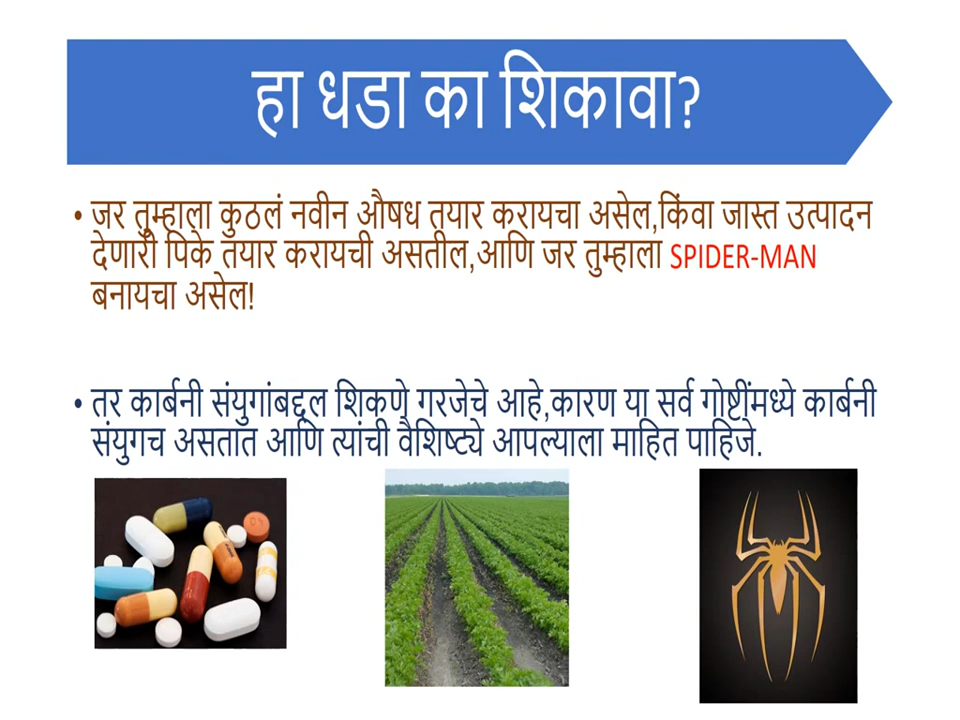 हा धडा का शिकावा?
• जर तुम्हाला कुठलं नवीन औषध तयार करायचा असेल,किंवा जास्त उत्पादन
देणारी पिके तयार करायची असतील,आणि जर तुम्हाला SPIDER-MAN
बनायचा असेल!
• तर कार्बनी संयुगांबद्दल शिकणे गरजेचे आहे,कारण या सर्व गोष्टींमध्ये कार्बनी
संयुगच असतात आणि त्यांची वैशिष्ट्ये आपल्याला माहित पाहिजे.